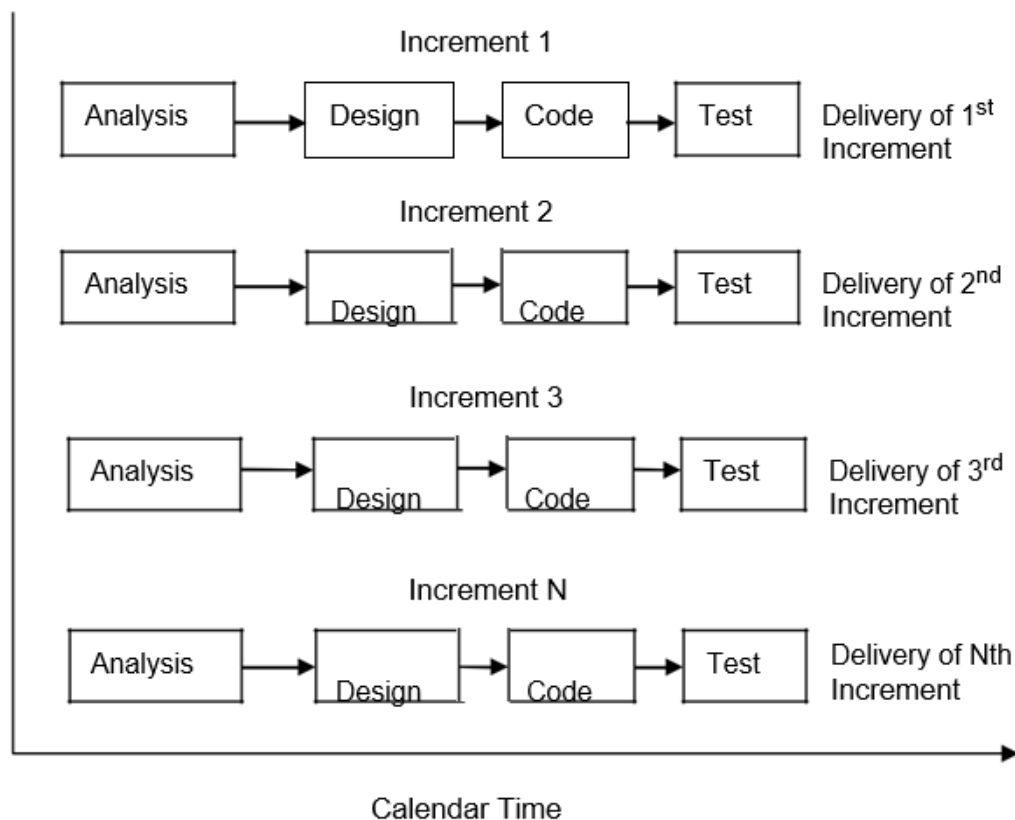 Increment 1
Analysis Design Code Test Delivery of 1st
Increment
Increment 2
Analysis Test Delivery of 2nd
Design Code Increment
Increment 3
Analysis Test Delivery of 3rd
Design Code Increment
Increment N
Analysis Test Delivery of Nth
Design Code Increment
Calendar Time